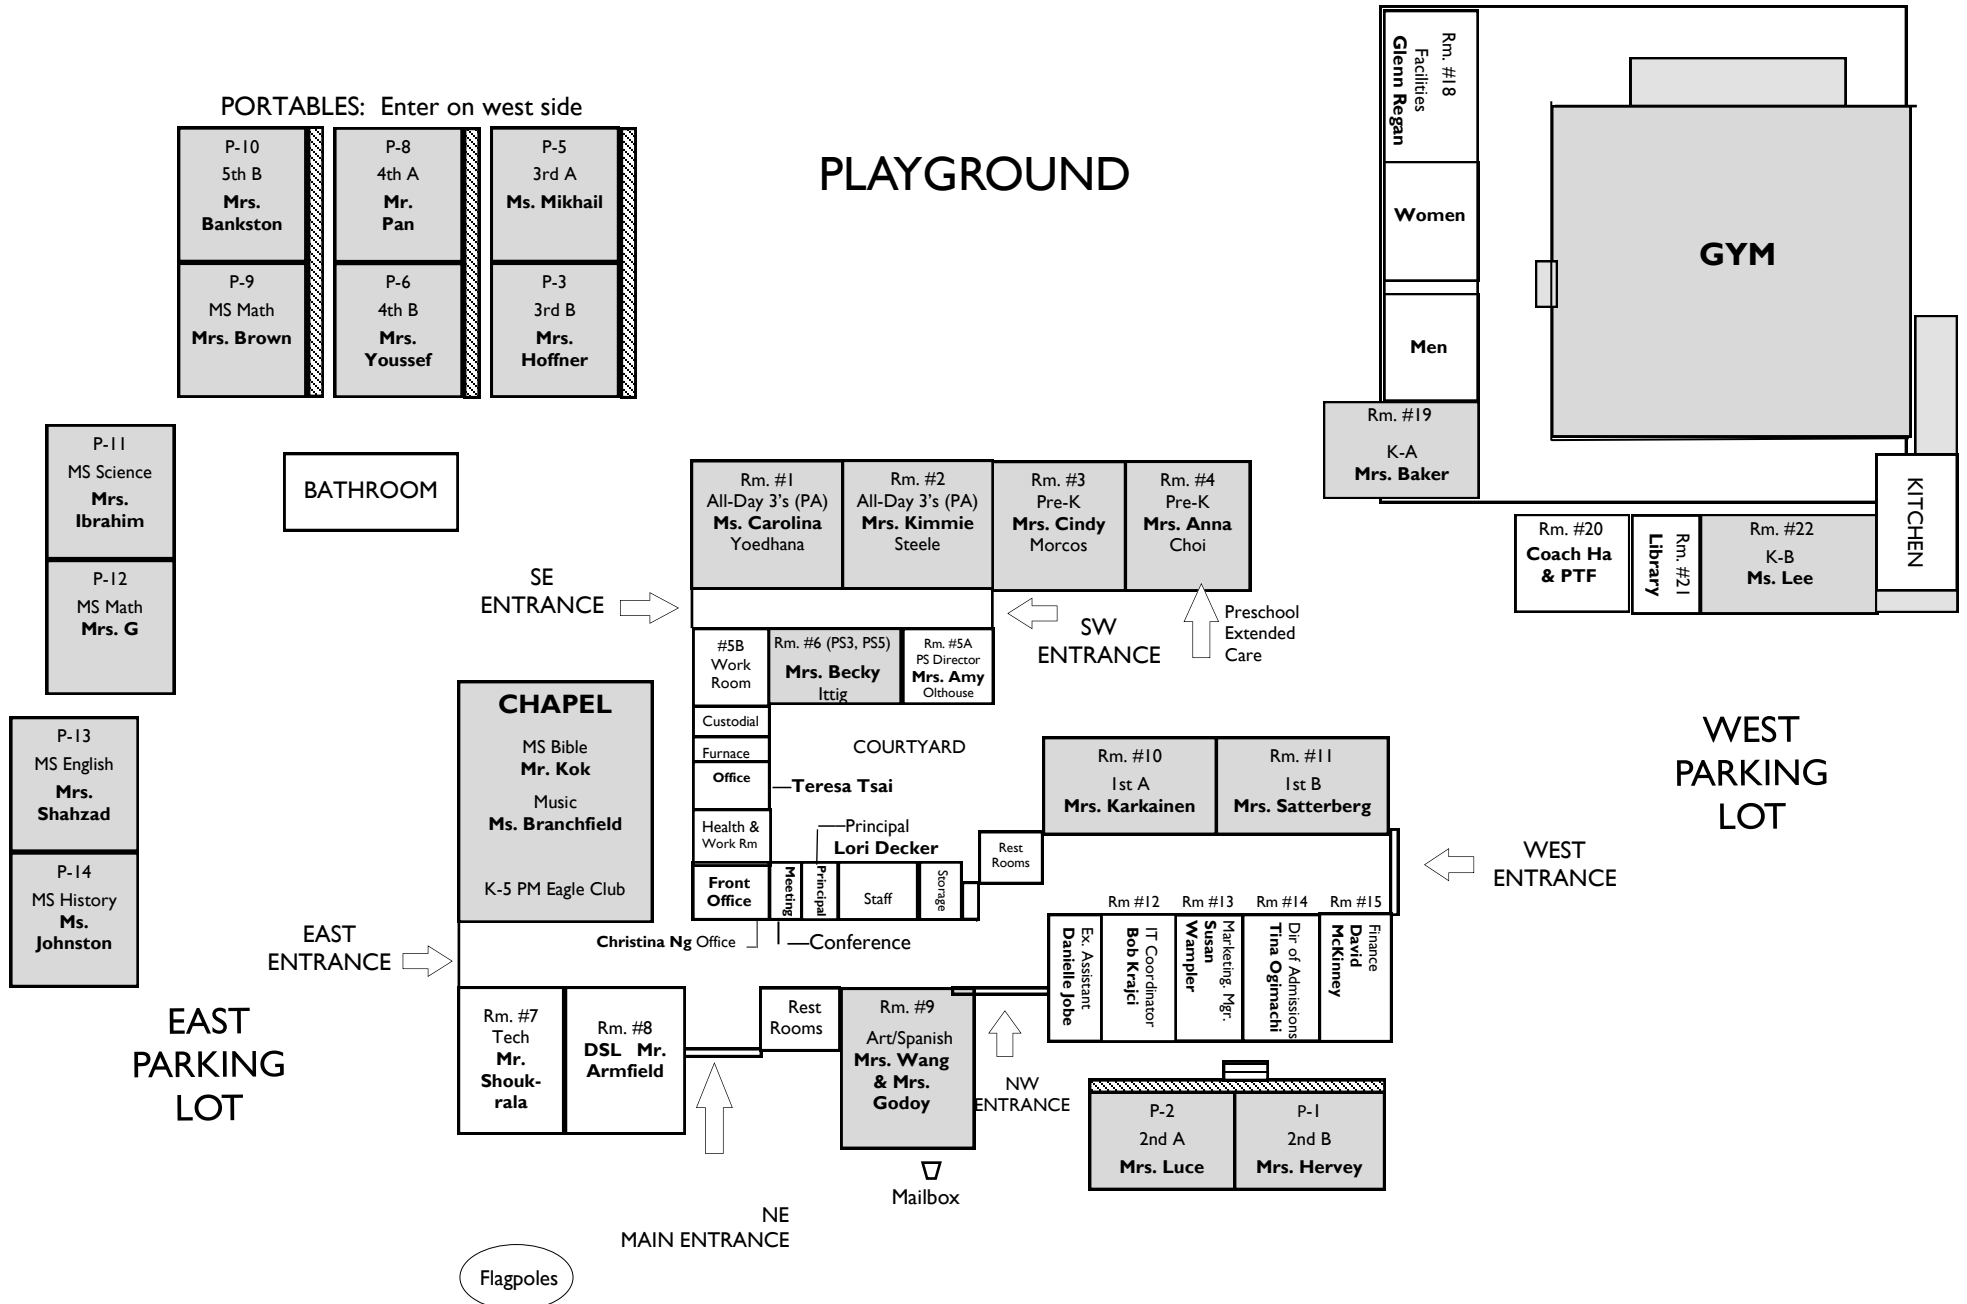 PORTABLES: Enter on west side
P-10
5th B
Mrs.
Bankston
P-8
4th A
Mr.
Pan
P-5
3rd A
Ms. Mikhail
P-9
MS Math
Mrs. Brown
P-6
4th B
Mrs.
Youssef
P-3
3rd B
Mrs.
Hoffner
PLAYGROUND
Rm. #18
Facilities
Glenn Regan
Women
Men
GYM
Rm. #19
K-A
Mrs. Baker
KITCHEN
Rm. #20
Coach Ha
& PTF
Rm. #21
Library
Rm. #22
K-B
Ms. Lee
P-11
MS Science
Mrs.
Ibrahim
P-12
MS Math
Mrs. G
BATHROOM
Rm. #1
All-Day 3's (PA)
Ms. Carolina
Yoedhana
Rm. #2
All-Day 3's (PA)
Mrs. Kimmie
Steele
Rm. #3
Pre-K
Mrs. Cindy
Morcos
Rm. #4
Pre-K
Mrs. Anna
Choi
SE
ENTRANCE
SW
ENTRANCE
Preschool
Extended
Care
#5B
Work
Room
Rm. #6 (PS3, PS5)
Mrs. Becky
Ittig
Rm. #5A
PS Director
Mrs. Amy
Olthouse
CHAPEL
MS Bible
Mr. Kok
Music
Ms. Branchfield
K-5 PM Eagle Club
Custodial
Furnace
Office
Teresa Tsai
COURTYARD
Health &
Work Rm
Principal
Lori Decker
Front
Office
Meeting
Principal
Staff
Storage
Rest
Rooms
Christina Ng Office
Conference
Rm. #10
1st A
Mrs. Karkainen
Rm. #11
1st B
Mrs. Satterberg
WEST
PARKING
LOT
WEST
ENTRANCE
P-13
MS English
Mrs.
Shahzad
P-14
MS History
Ms.
Johnston
EAST
ENTRANCE
EAST
PARKING
LOT
Ex. Assistant
Danielle Jobe
Rm #12
IT Coordinator
Bob Krajci
Rm #13
Marketing. Mgr.
Susan
Wampler
Rm #14
Dir of Admissions
Tina Ogimachi
Rm #15
Finance
David
McKinney
Rm. #7
Tech
Mr.
Shouk-
rala
Rm. #8
DSL Mr.
Armfield
Rest
Rooms
Rm. #9
Art/Spanish
Mrs. Wang
& Mrs.
Godoy
NW
ENTRANCE
P-2
2nd A
Mrs. Luce
P-1
2nd B
Mrs. Hervey
Mailbox
NE
MAIN ENTRANCE
Flagpoles